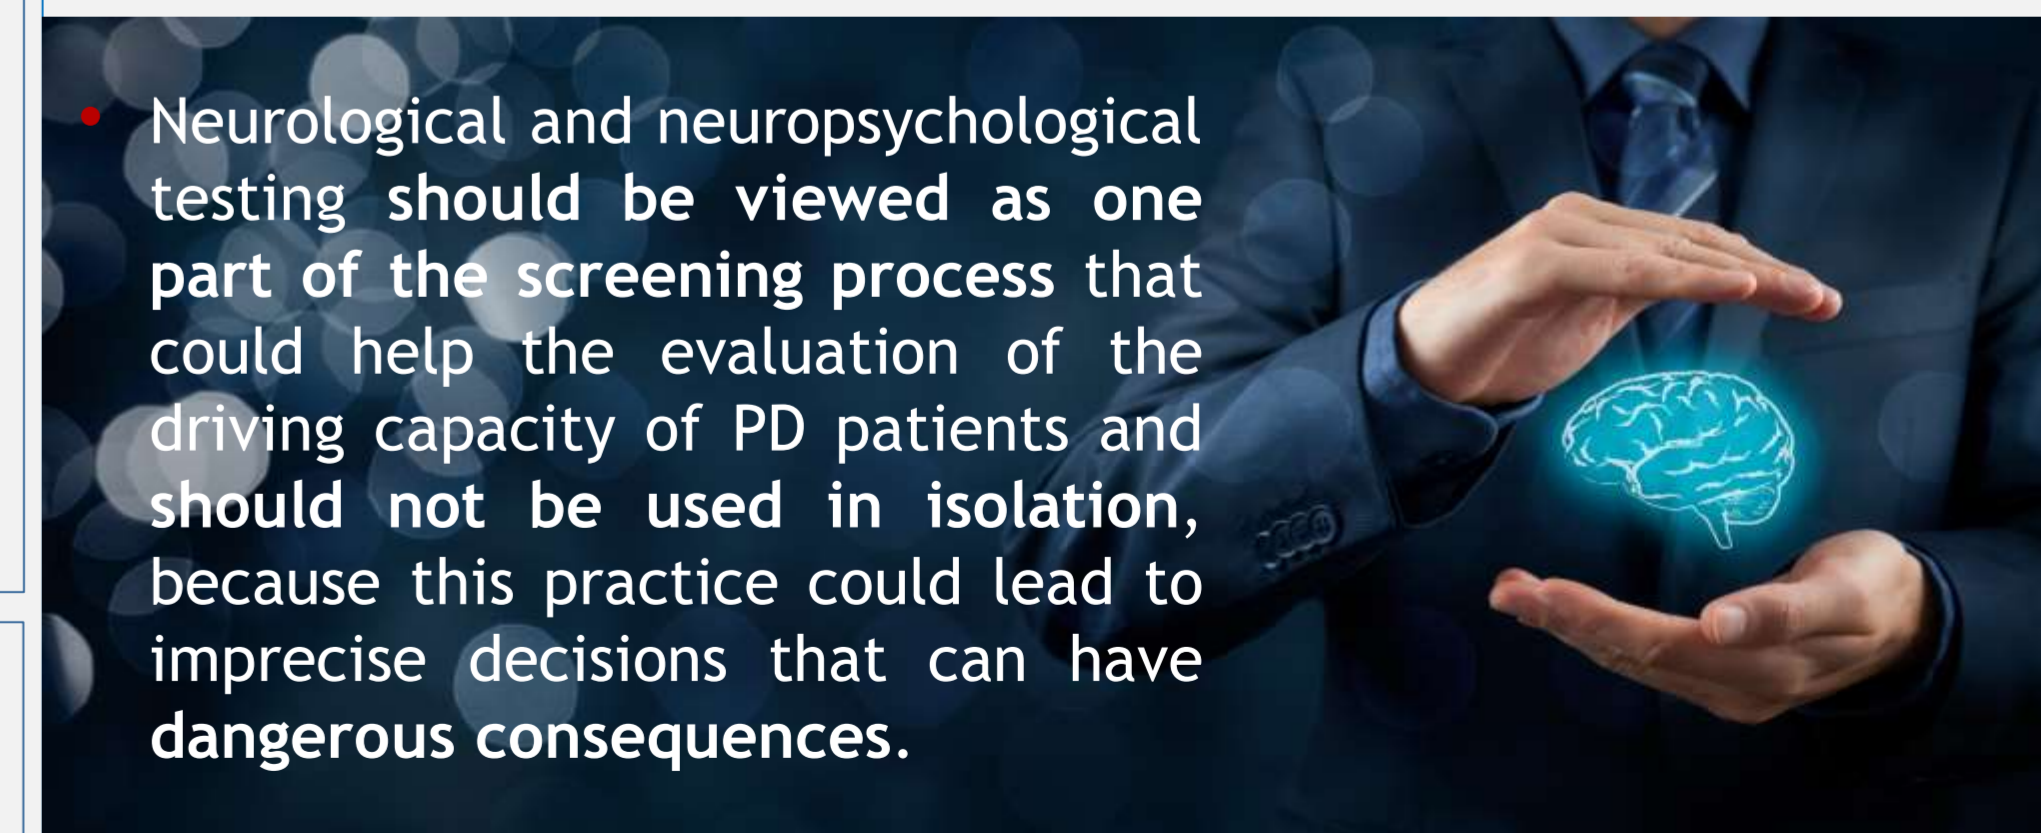 • Neurological and neuropsychological
testing should be viewed as one
part of the screening process that
could help the evaluation of the
driving capacity of PD patients and
should not be used in isolation,
because this practice could lead to
imprecise decisions that can have
dangerous consequences.